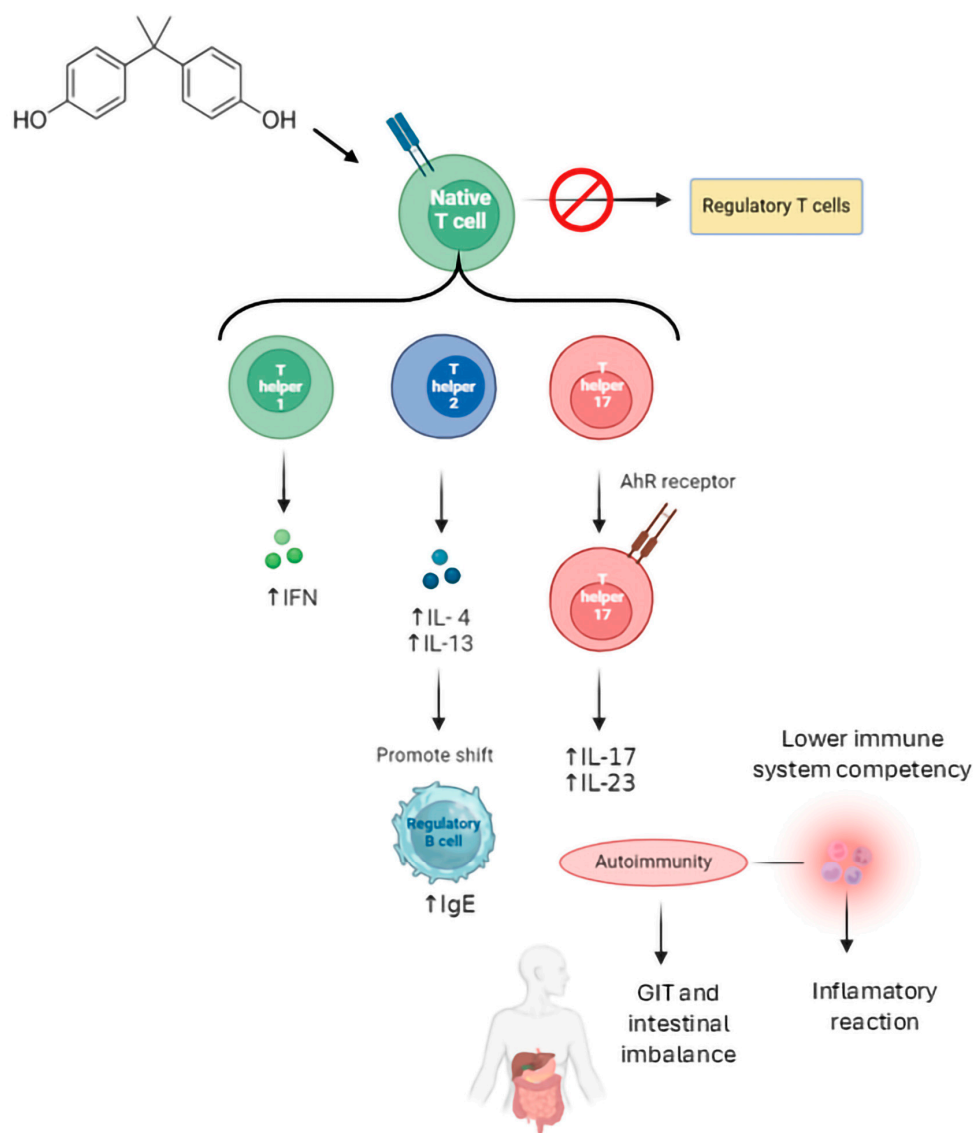 HO
OH
Native
T cell
Regulatory T cells
T
helper
1
T
helper
2
T
helper
17
AhR receptor
↑IFN
↑IL- 4
↑IL-13
T
helper
17
Promote shift
Regulatory
B cell
↑IgE
↑IL-17
↑IL-23
Lower immune
system competency
Autoimmunity
GIT and
intestinal
imbalance
Inflamatory
reaction